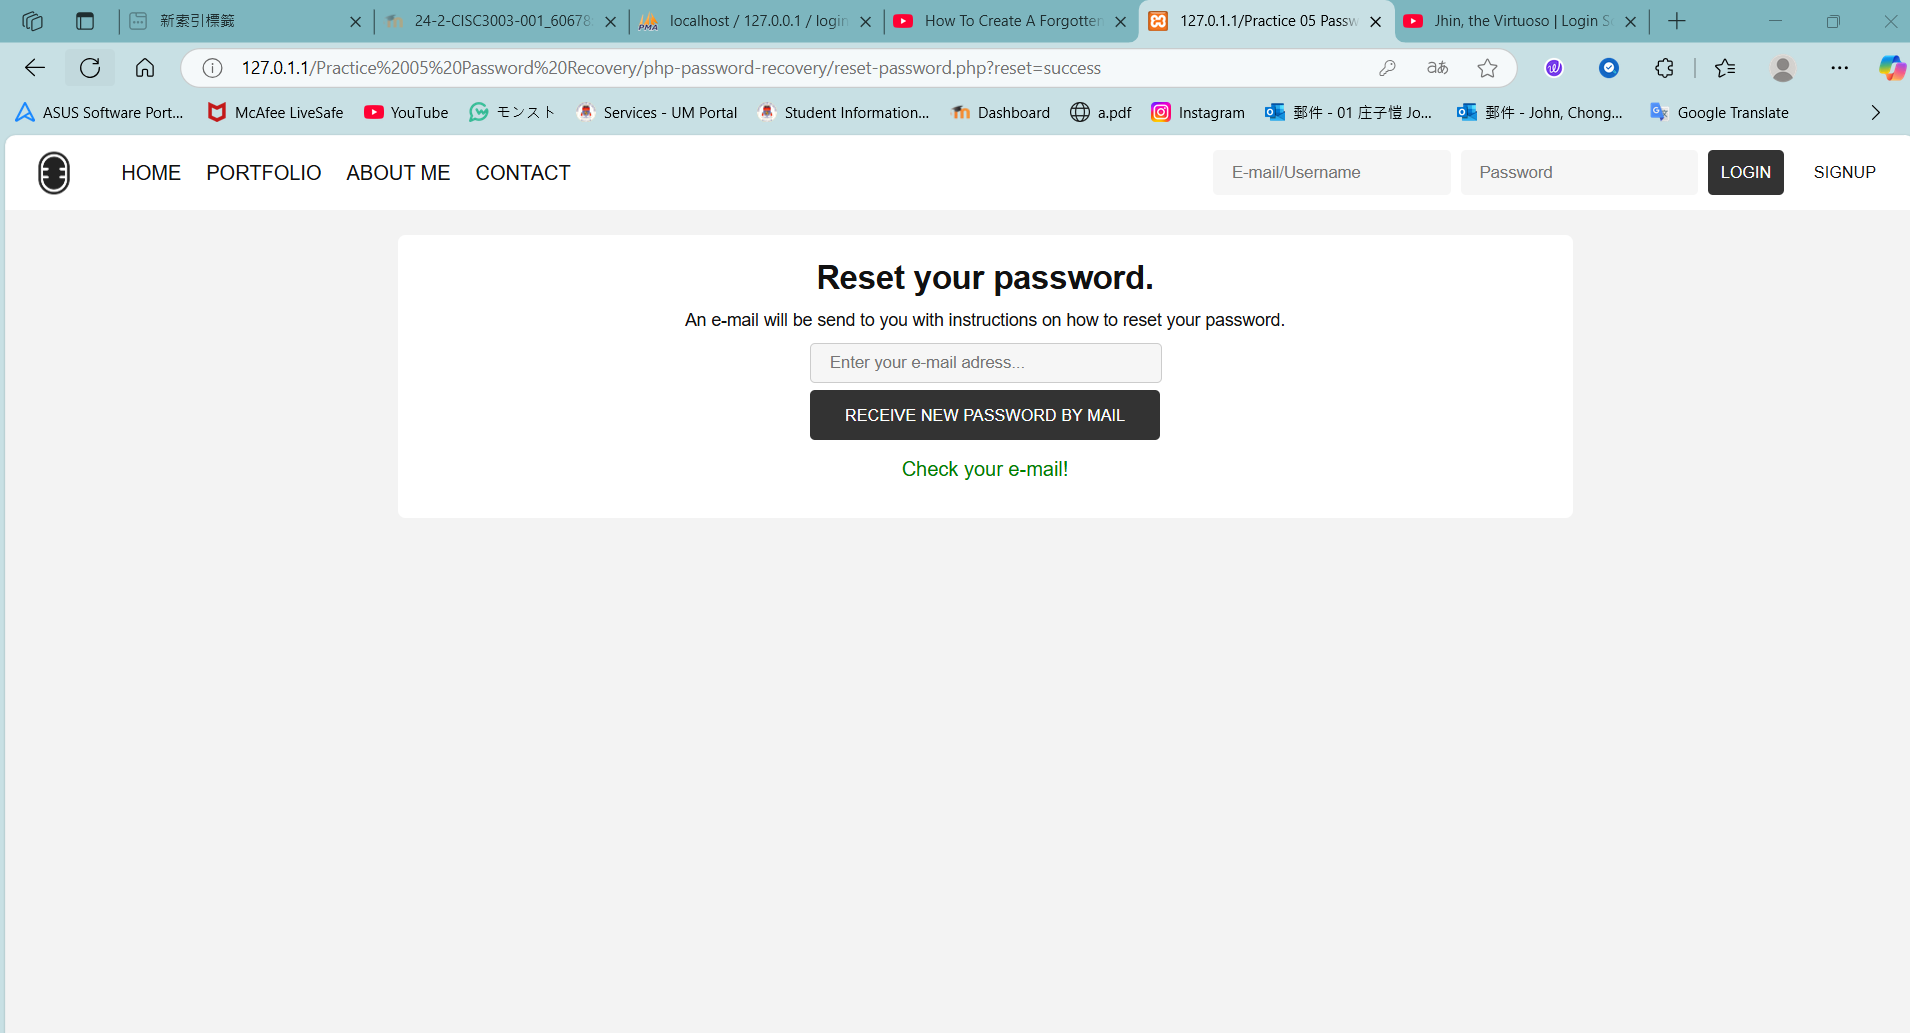 新索引標籤
24-2-CISC3003-001_60678
localhost / 127.0.0.1 / login
How To Create A Forgotten
127.0.1.1/Practice 05 Passw
Jhin, the Virtuoso | Login S
127.0.1.1/Practice%2005%20Password%20Recovery/php-password-recovery/reset-password.php?reset=success
ASUS Software Port...
McAfee LiveSafe
YouTube
モンスト
Services - UM Portal
Student Information...
Dashboard
a.pdf
Instagram
郵件 - 01 庄子愷 Jo...
郵件 - John, Chong...
Google Translate
HOME
PORTFOLIO
ABOUT ME
CONTACT
E-mail/Username
Password
LOGIN
SIGNUP
Reset your password.
An e-mail will be send to you with instructions on how to reset your password.
Enter your e-mail adress...
RECEIVE NEW PASSWORD BY MAIL
Check your e-mail!